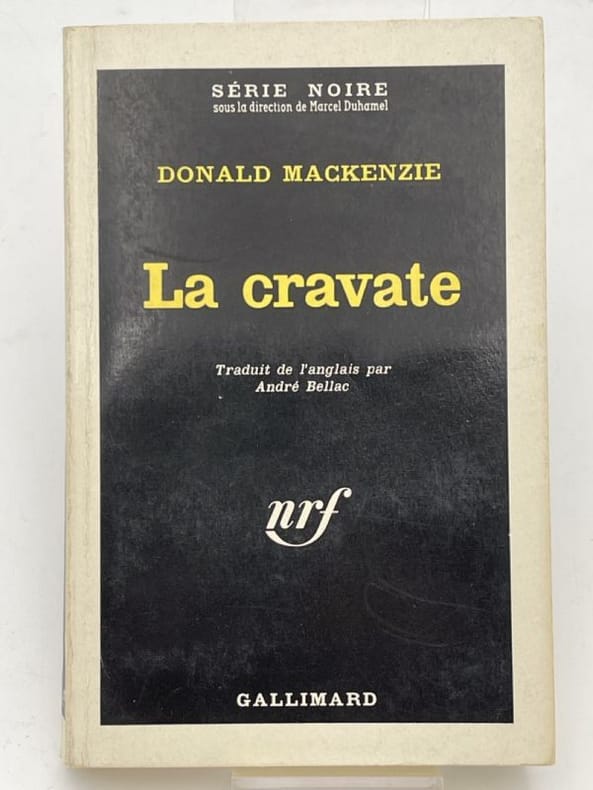 SÉRIE NOIRE
sous la direction de Marcel Duhamel
DONALD MACKENZIE
La cravate
Traduit de l'anglais par
André Bellac
nrf
GALLIMARD